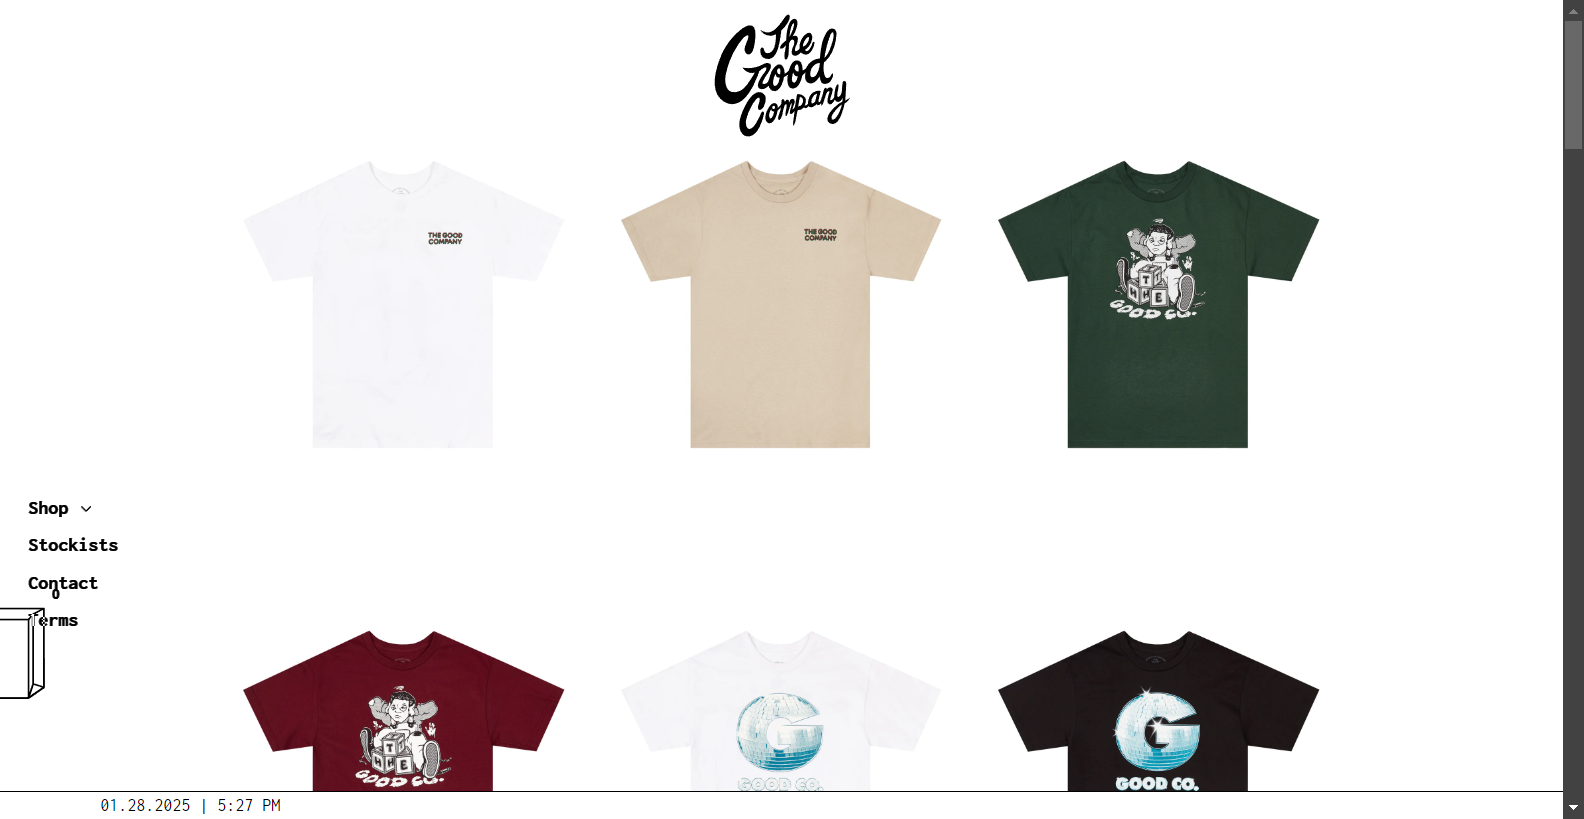 The
Good
Company
THE GOOD
COMPANY
THE GOOD
COMPANY
T
G C
GOOD CO.
Shop
Stockists
Contact
0
Terms
T
G C
GOOD CO.
G
GOOD CO.
G
GOOD CO.
01.28.2025 | 5:27 PM